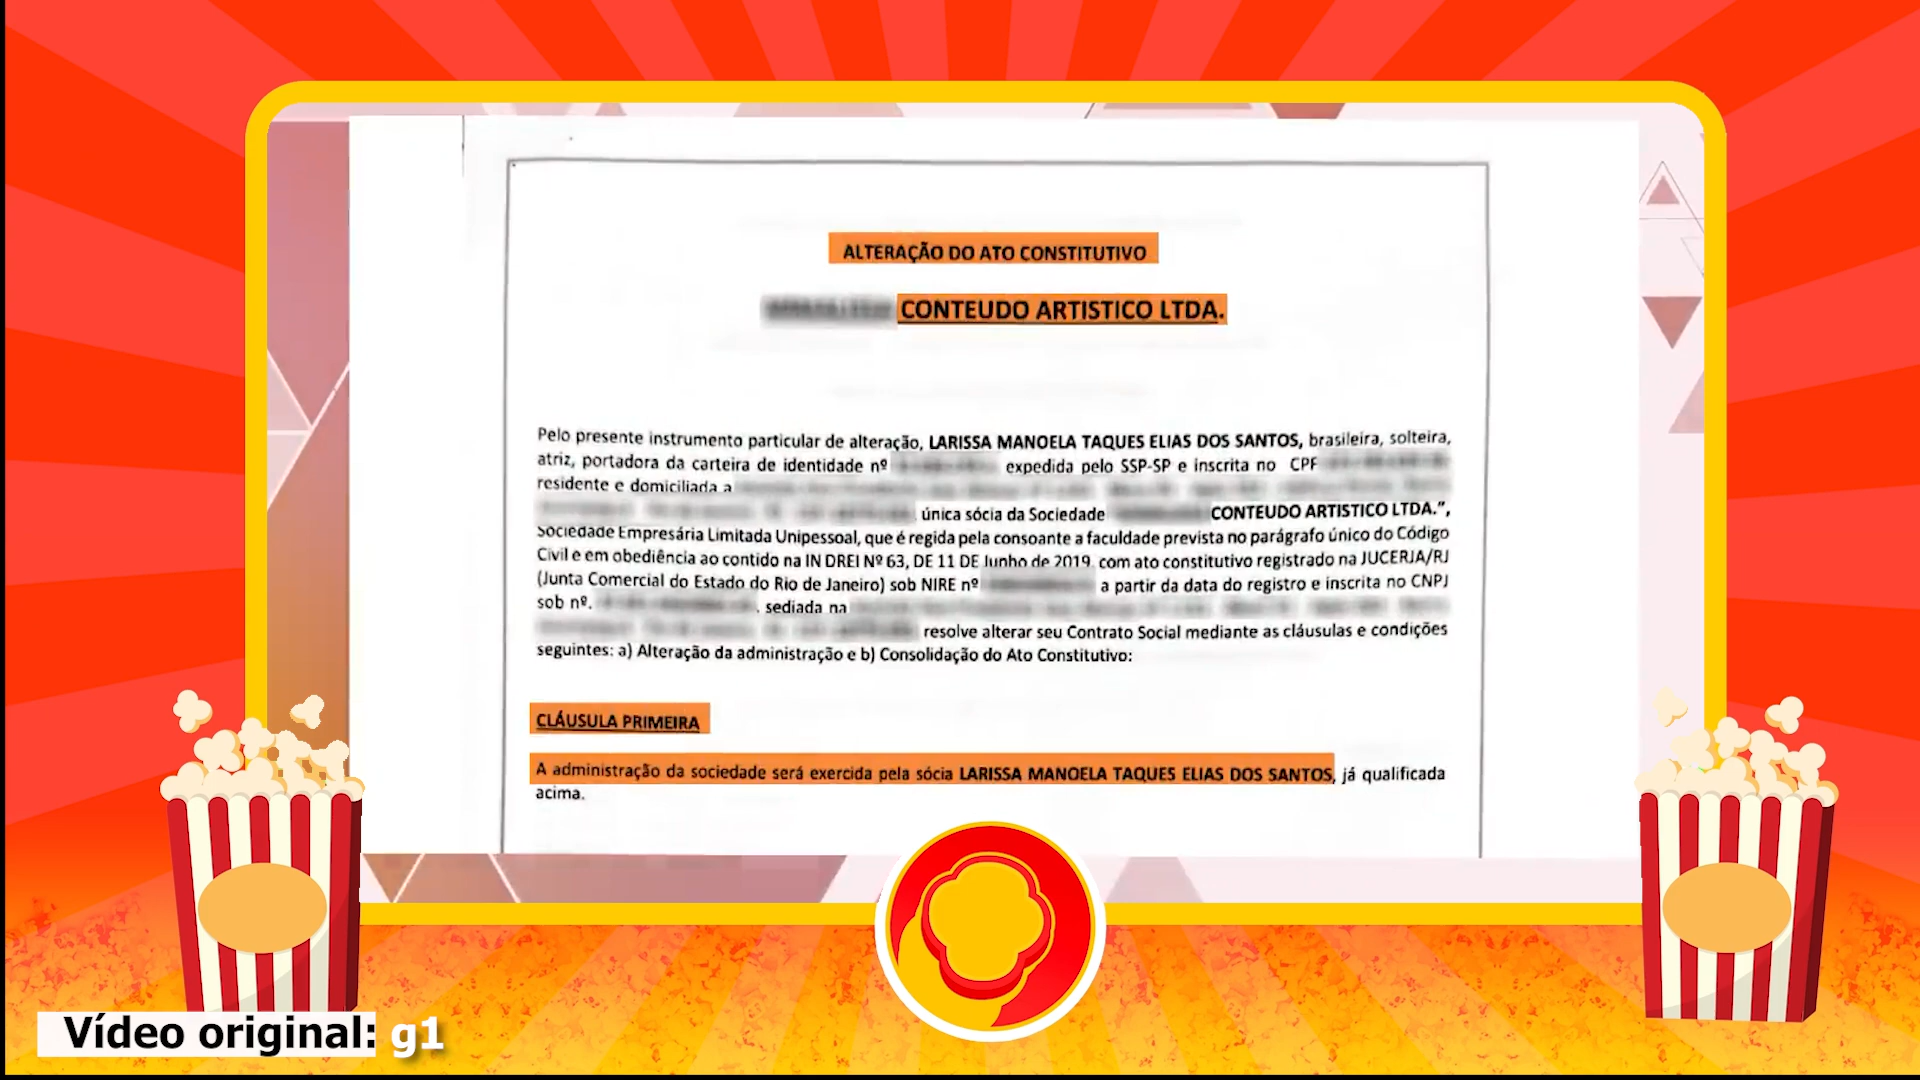 ALTERAÇÃO DO ATO CONSTITUTIVO
CONTEUDO ARTISTICO LTDA.
Pelo presente instrumento particular de alteração, LARISSA MANOELA TAQUES ELIAS DOS SANTOS, brasileira, solteira,
atriz, portadora da carteira de identidade nº expedida pelo SSP-SP e inscrita no CPF
residente e domiciliada a
única sócia da Sociedade CONTEUDO ARTISTICO LTDA.”,
Sociedade Empresária Limitada Unipessoal, que é regida pela consoante a faculdade prevista no parágrafo único do Código
Civil e em obediência ao contido na IN DREI Nº 63, DE 11 DE Junho de 2019, com ato constitutivo registrado na JUCERJA/RJ
(Junta Comercial do Estado do Rio de Janeiro) sob NIRE nº a partir da data do registro e inscrita no CNPJ
sob nº. , sediada na
resolve alterar seu Contrato Social mediante as cláusulas e condições
seguintes: a) Alteração da administração e b) Consolidação do Ato Constitutivo:
CLÁUSULA PRIMEIRA
A administração da sociedade será exercida pela sócia LARISSA MANOELA TAQUES ELIAS DOS SANTOS, já qualificada
acima.
Vídeo original: g1